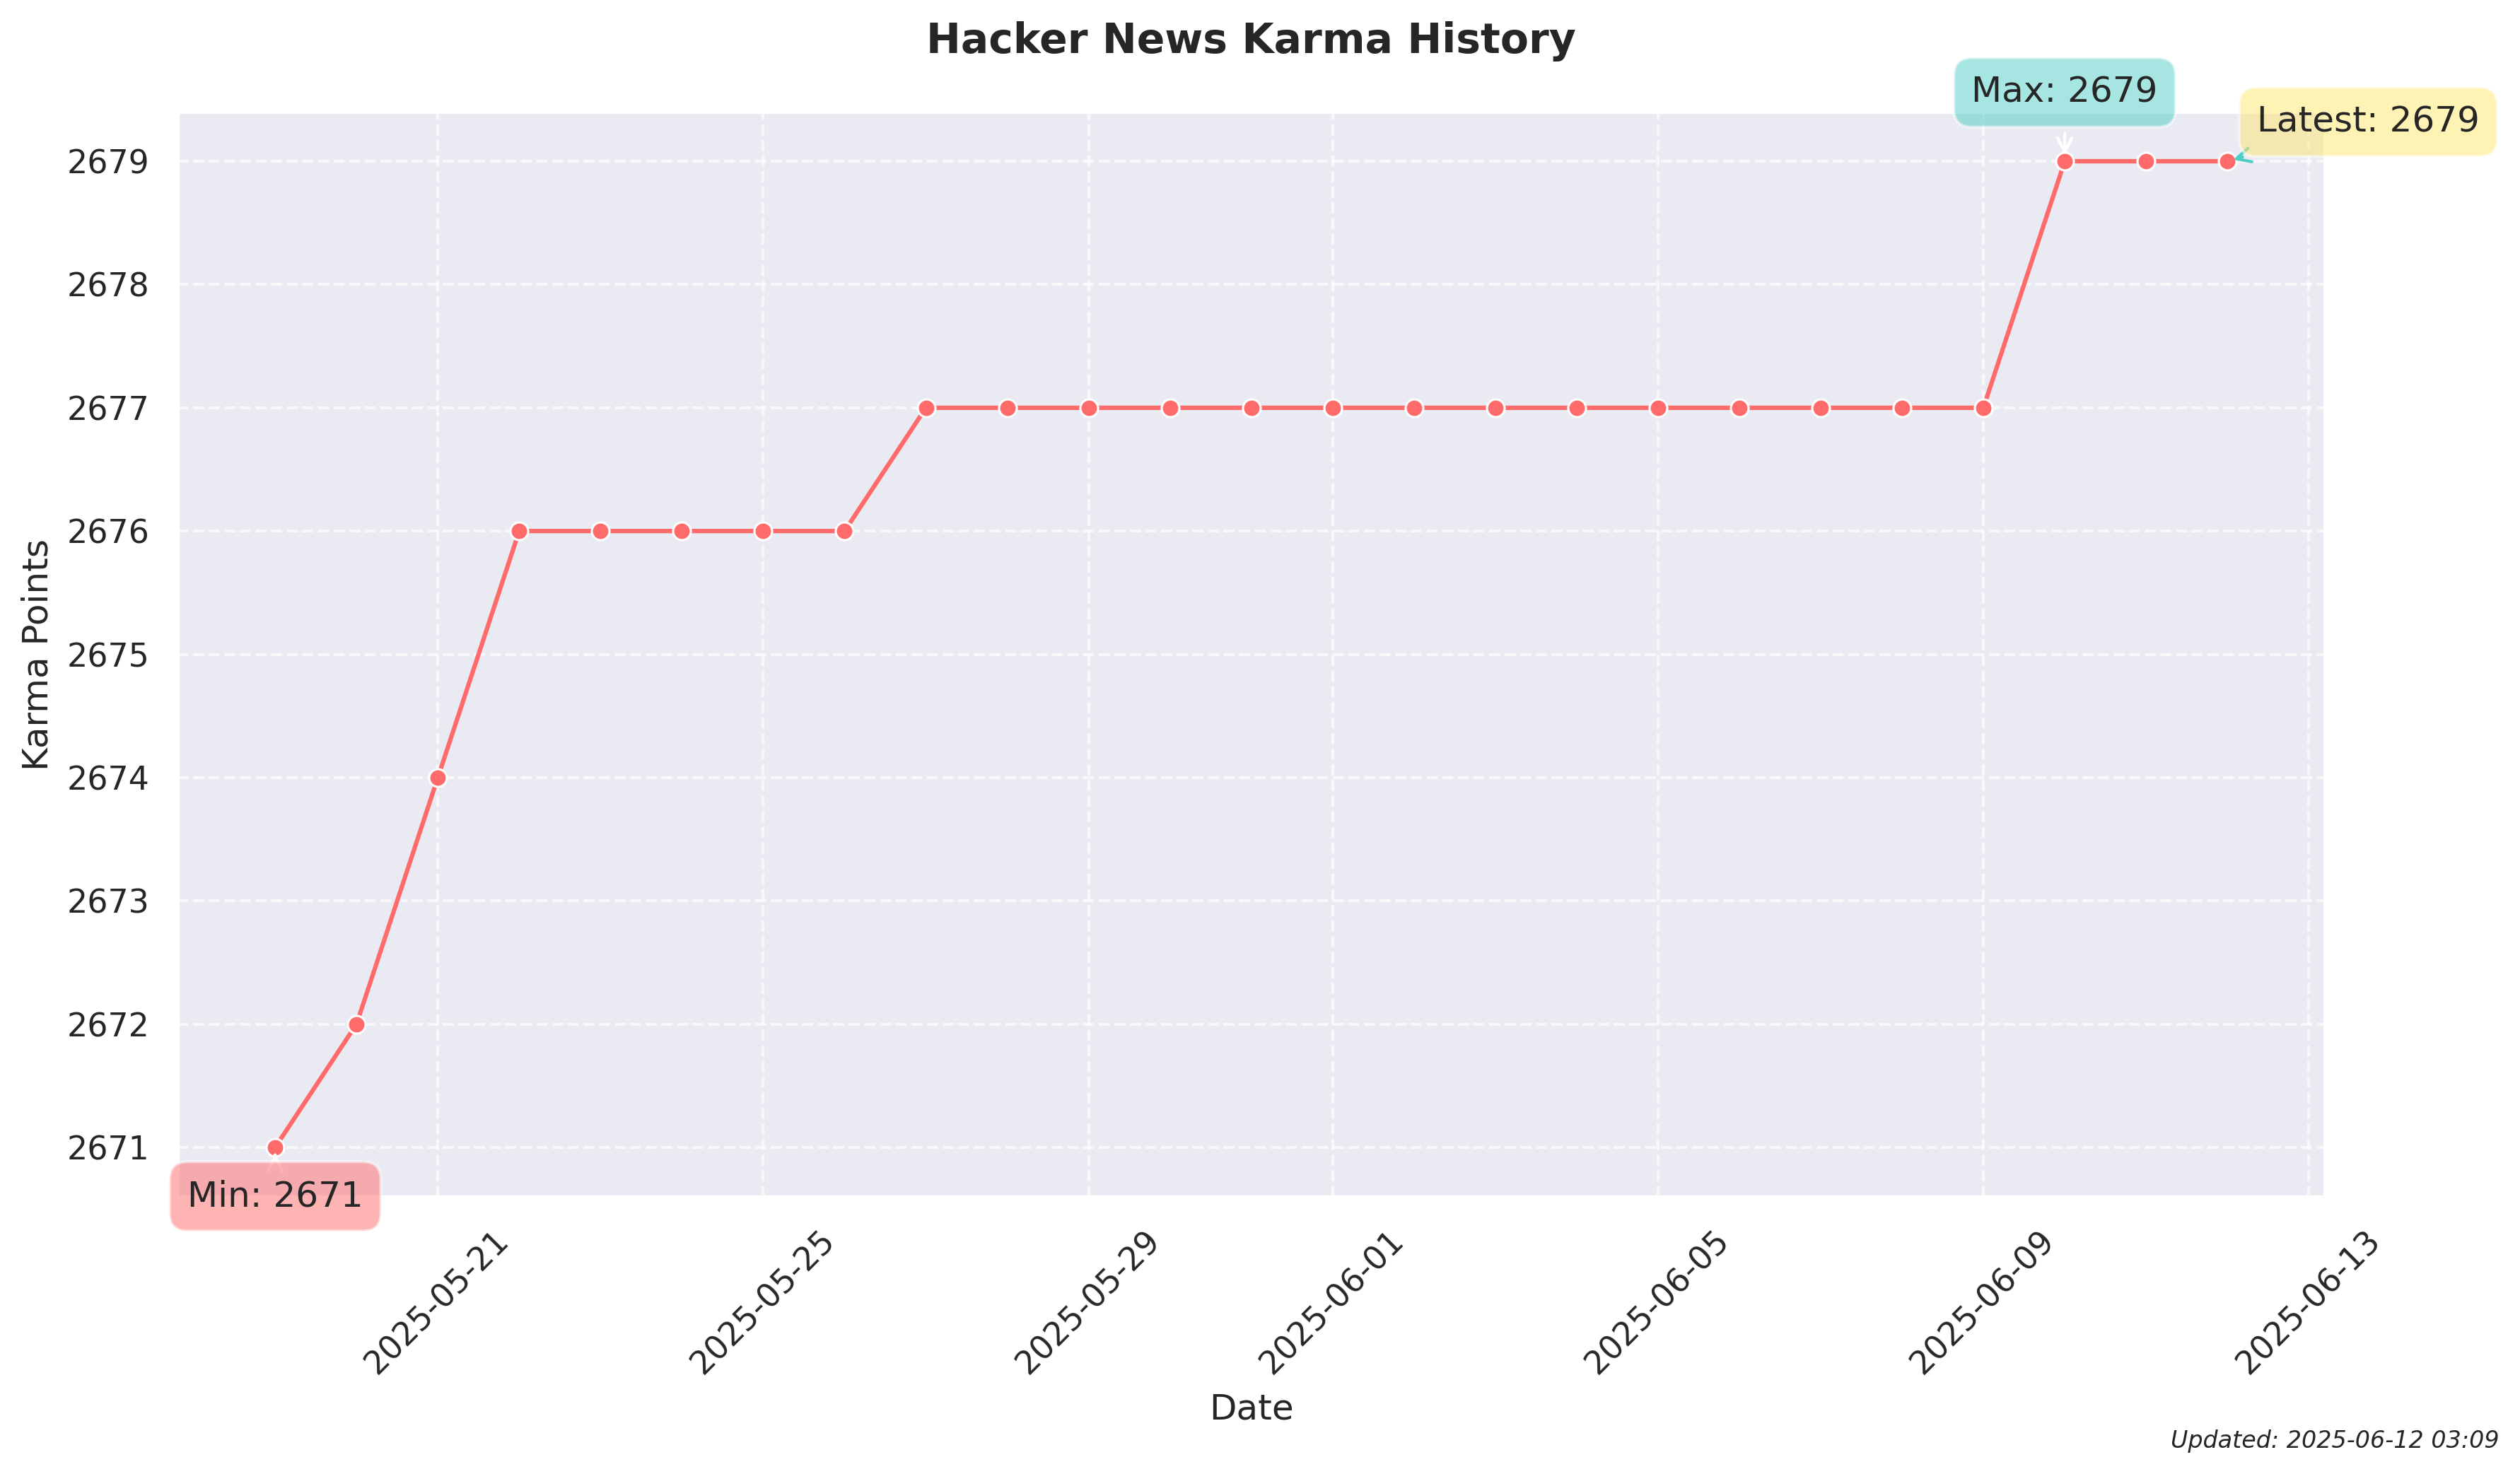 Hacker News Karma History
Max: 2679
Latest: 2679
2679
2678
2677
2676
2675
2674
2673
2672
2671
Karma Points
Min: 2671
2025-05-21
2025-05-25
2025-05-29
2025-06-01
2025-06-05
2025-06-09
2025-06-13
Date
Updated: 2025-06-12 03:09